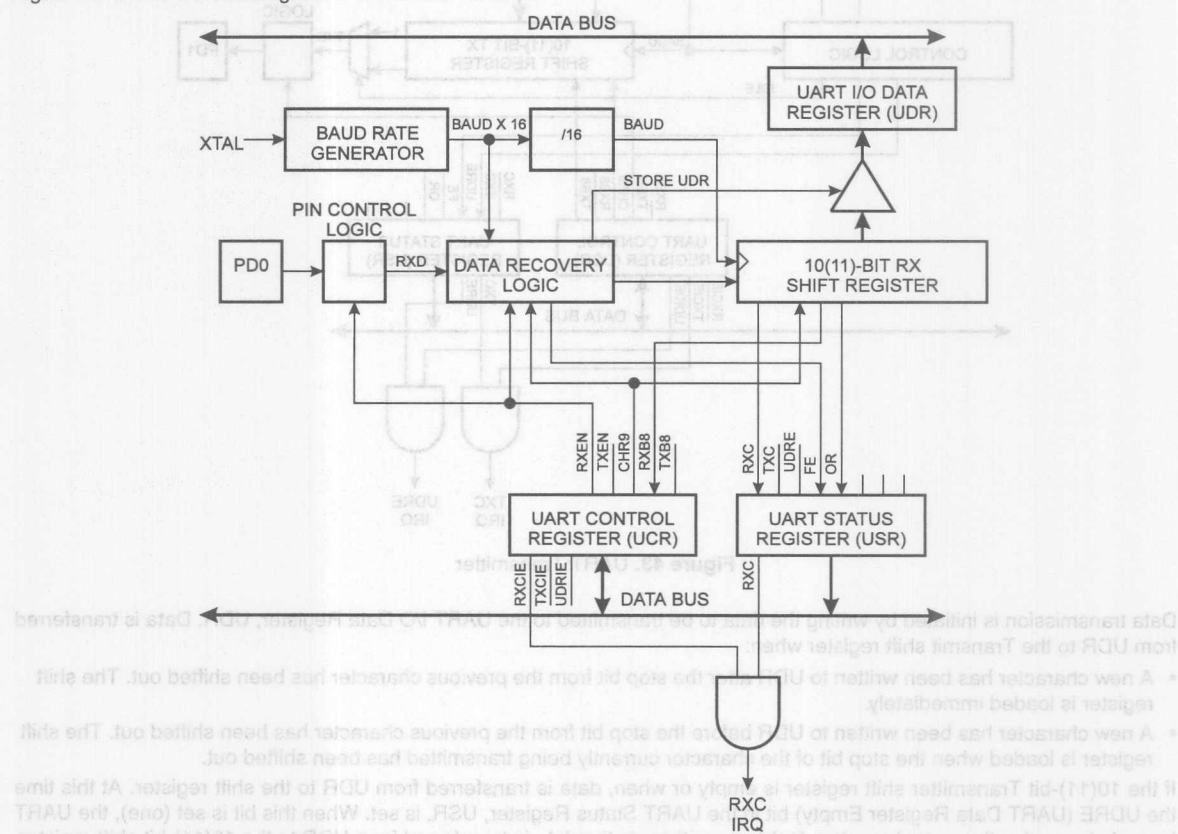 DATA BUS
UART I/O DATA
REGISTER (UDR)
XTAL
BAUD RATE
GENERATOR
BAUD X 16
/16
BAUD
STORE UDR
PIN CONTROL
LOGIC
PD0
RXD
DATA RECOVERY
LOGIC
10(11)-BIT RX
SHIFT REGISTER
RXEN
TXEN
CHR9
RXB8
TXB8
RXC
TXC
UDRE
FE
OR
UART CONTROL
REGISTER (UCR)
UART STATUS
REGISTER (USR)
RXCIE
TXCIE
UDRIE
RXC
DATA BUS
RXC
IRQ
Figure 43. UART Transmitter
Data transmission is initiated by writing the data to be transmitted to the UART I/O Data Register, UDR. Data is transferred
from UDR to the Transmit shift register when:
• A new character has been written to UDR after the stop bit from the previous character has been shifted out. The shift
register is loaded immediately.
• A new character has been written to UDR before the stop bit from the previous character has been shifted out. The shift
register is loaded when the stop bit of the character currently being transmitted has been shifted out.
If the 10(11)-bit Transmitter shift register is empty or when, data is transferred from UDR to the shift register. At this time
the UDRE (UART Data Register Empty) bit in the UART Status Register, USR, is set. When this bit is set (one), the UART